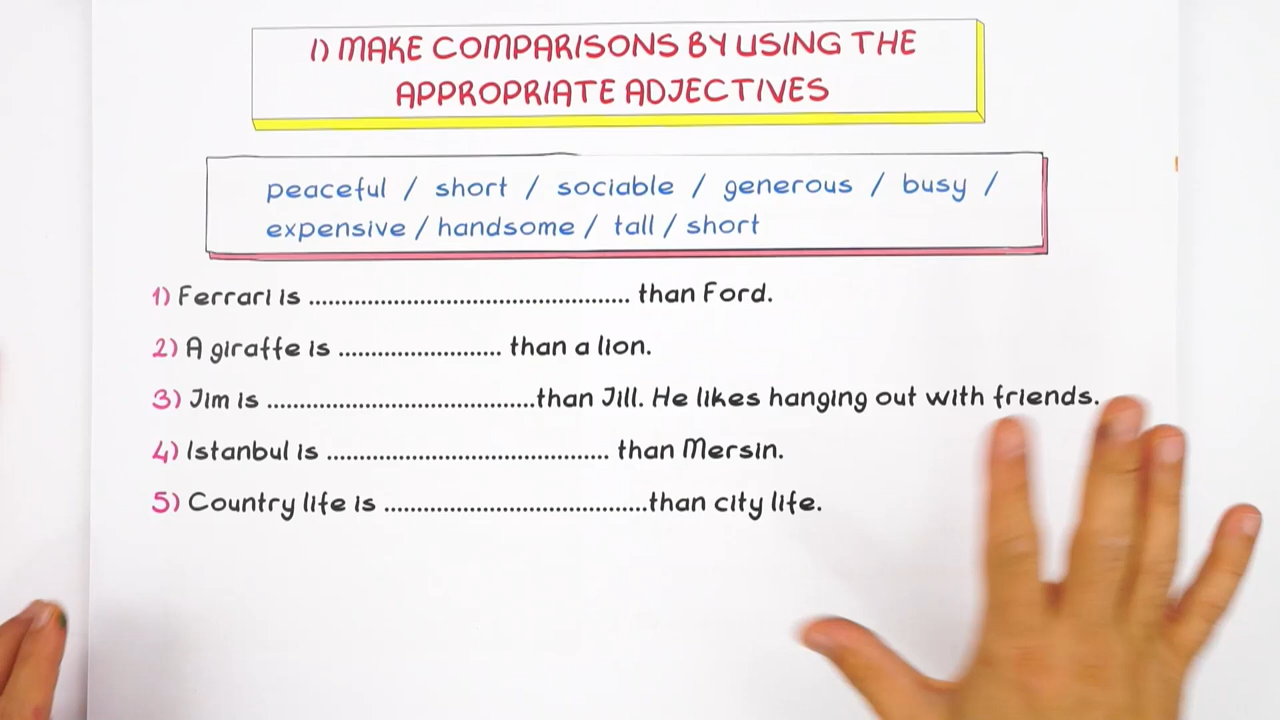 1) MAKE COMPARISONS BY USING THE
APPROPRIATE ADJECTIVES
peaceful / short / sociable / generous / busy /
expensive / handsome / tall / short
1) Ferrari is ................................................. than Ford.
2) A giraffe is ......................... than a lion.
3) Jim is .........................................than Jill. He likes hanging out with friends.
4) Istanbul is ........................................... than Mersin.
5) Country life is ........................................than city life.